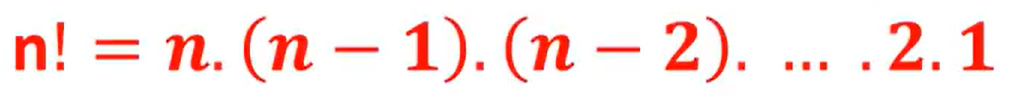 n! = n. (n − 1). (n − 2). ... . 2. 1